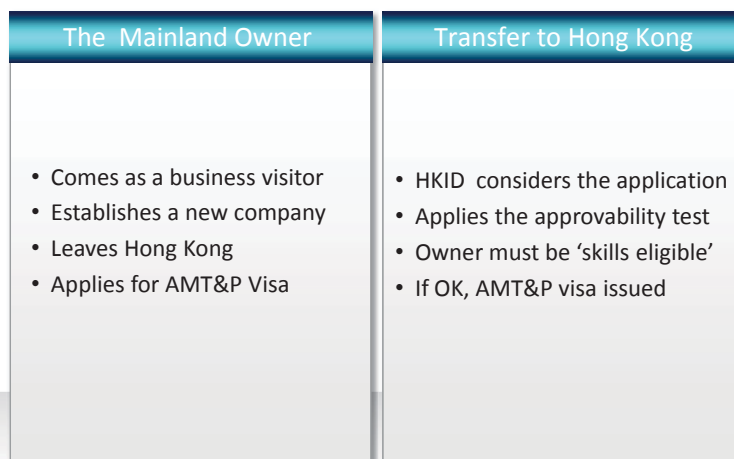 The Mainland Owner
• Comes as a business visitor
• Establishes a new company
• Leaves Hong Kong
• Applies for AMT&P Visa
Transfer to Hong Kong
• HKID considers the application
• Applies the approvability test
• Owner must be ‘skills eligible’
• If OK, AMT&P visa issued